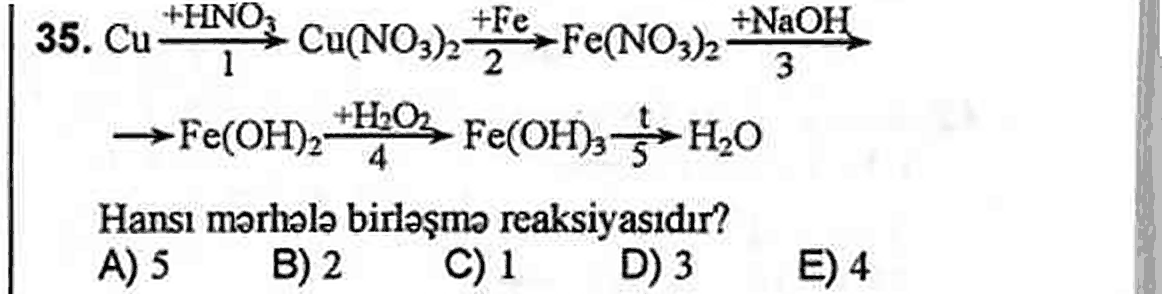 35. Cu —+HNO₃/1→ Cu(NO₃)₂ —+Fe/2→ Fe(NO₃)₂ —+NaOH/3→
→ Fe(OH)₂ —+H₂O₂/4→ Fe(OH)₃ —t/5→ H₂O
Hansı mərhələ birləşmə reaksiyasıdır?
A) 5 B) 2 C) 1 D) 3 E) 4